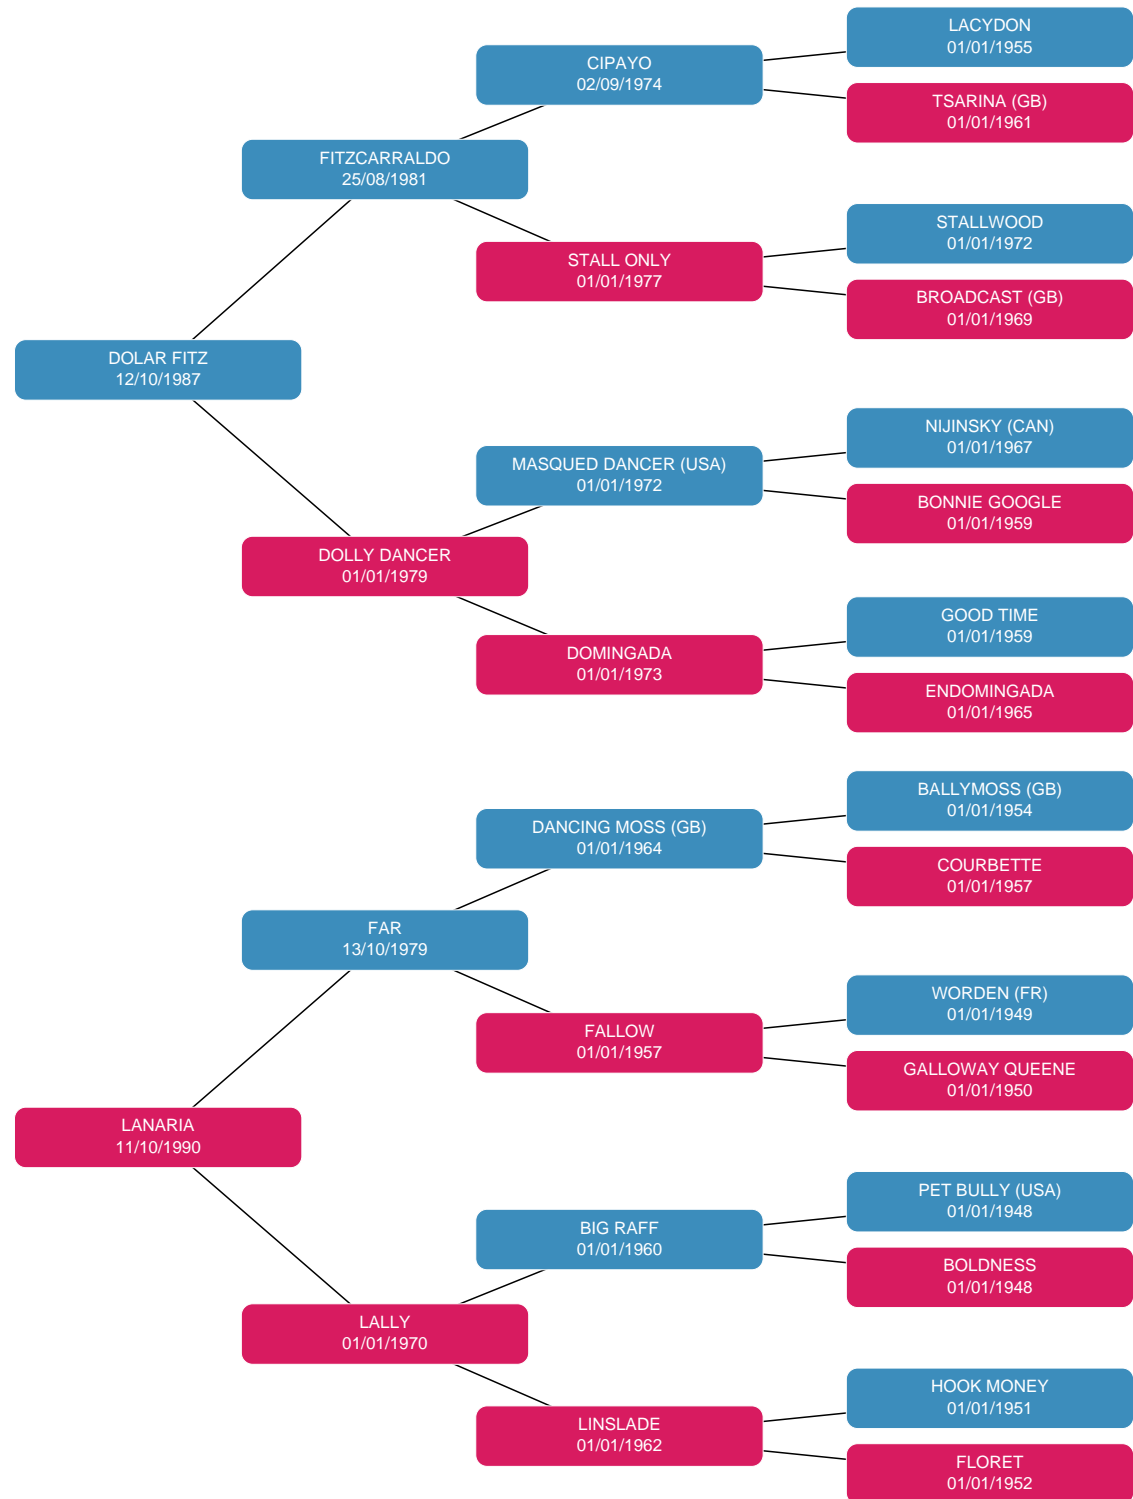 LACYDON
01/01/1955
CIPAYO
02/09/1974
TSARINA (GB)
01/01/1961
FITZCARRALDO
25/08/1981
STALLWOOD
01/01/1972
STALL ONLY
01/01/1977
BROADCAST (GB)
01/01/1969
DOLAR FITZ
12/10/1987
NIJINSKY (CAN)
01/01/1967
MASQUED DANCER (USA)
01/01/1972
BONNIE GOOGLE
01/01/1959
DOLLY DANCER
01/01/1979
GOOD TIME
01/01/1959
DOMINGADA
01/01/1973
ENDOMINGADA
01/01/1965
BALLYMOSS (GB)
01/01/1954
DANCING MOSS (GB)
01/01/1964
COURBETTE
01/01/1957
FAR
13/10/1979
WORDEN (FR)
01/01/1949
FALLOW
01/01/1957
GALLOWAY QUEENE
01/01/1950
LANARIA
11/10/1990
PET BULLY (USA)
01/01/1948
BIG RAFF
01/01/1960
BOLDNESS
01/01/1948
LALLY
01/01/1970
HOOK MONEY
01/01/1951
LINSLADE
01/01/1962
FLORET
01/01/1952